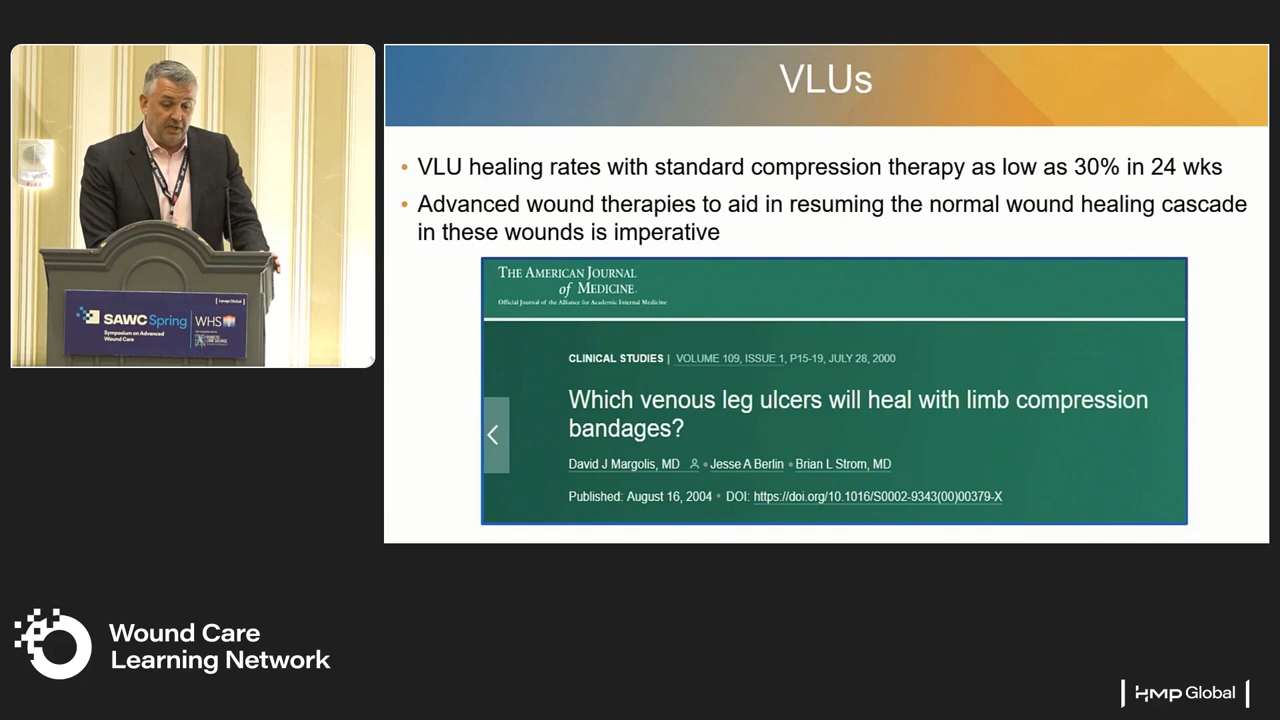 VLUs
• VLU healing rates with standard compression therapy as low as 30% in 24 wks
• Advanced wound therapies to aid in resuming the normal wound healing cascade
in these wounds is imperative
THE AMERICAN JOURNAL
of MEDICINE
Official Journal of the Alliance for Academic Internal Medicine
CLINICAL STUDIES | VOLUME 109, ISSUE 1, P15-19, JULY 28, 2000
Which venous leg ulcers will heal with limb compression
bandages?
David J Margolis, MD • Jesse A Berlin • Brian L Strom, MD
Published: August 16, 2004 • DOI: https://doi.org/10.1016/S0002-9343(00)00379-X
FIRE
hmp Global
SAWC Spring
Symposium on Advanced
Wound Care
WHS
Wound Care
Learning Network
HMP Global